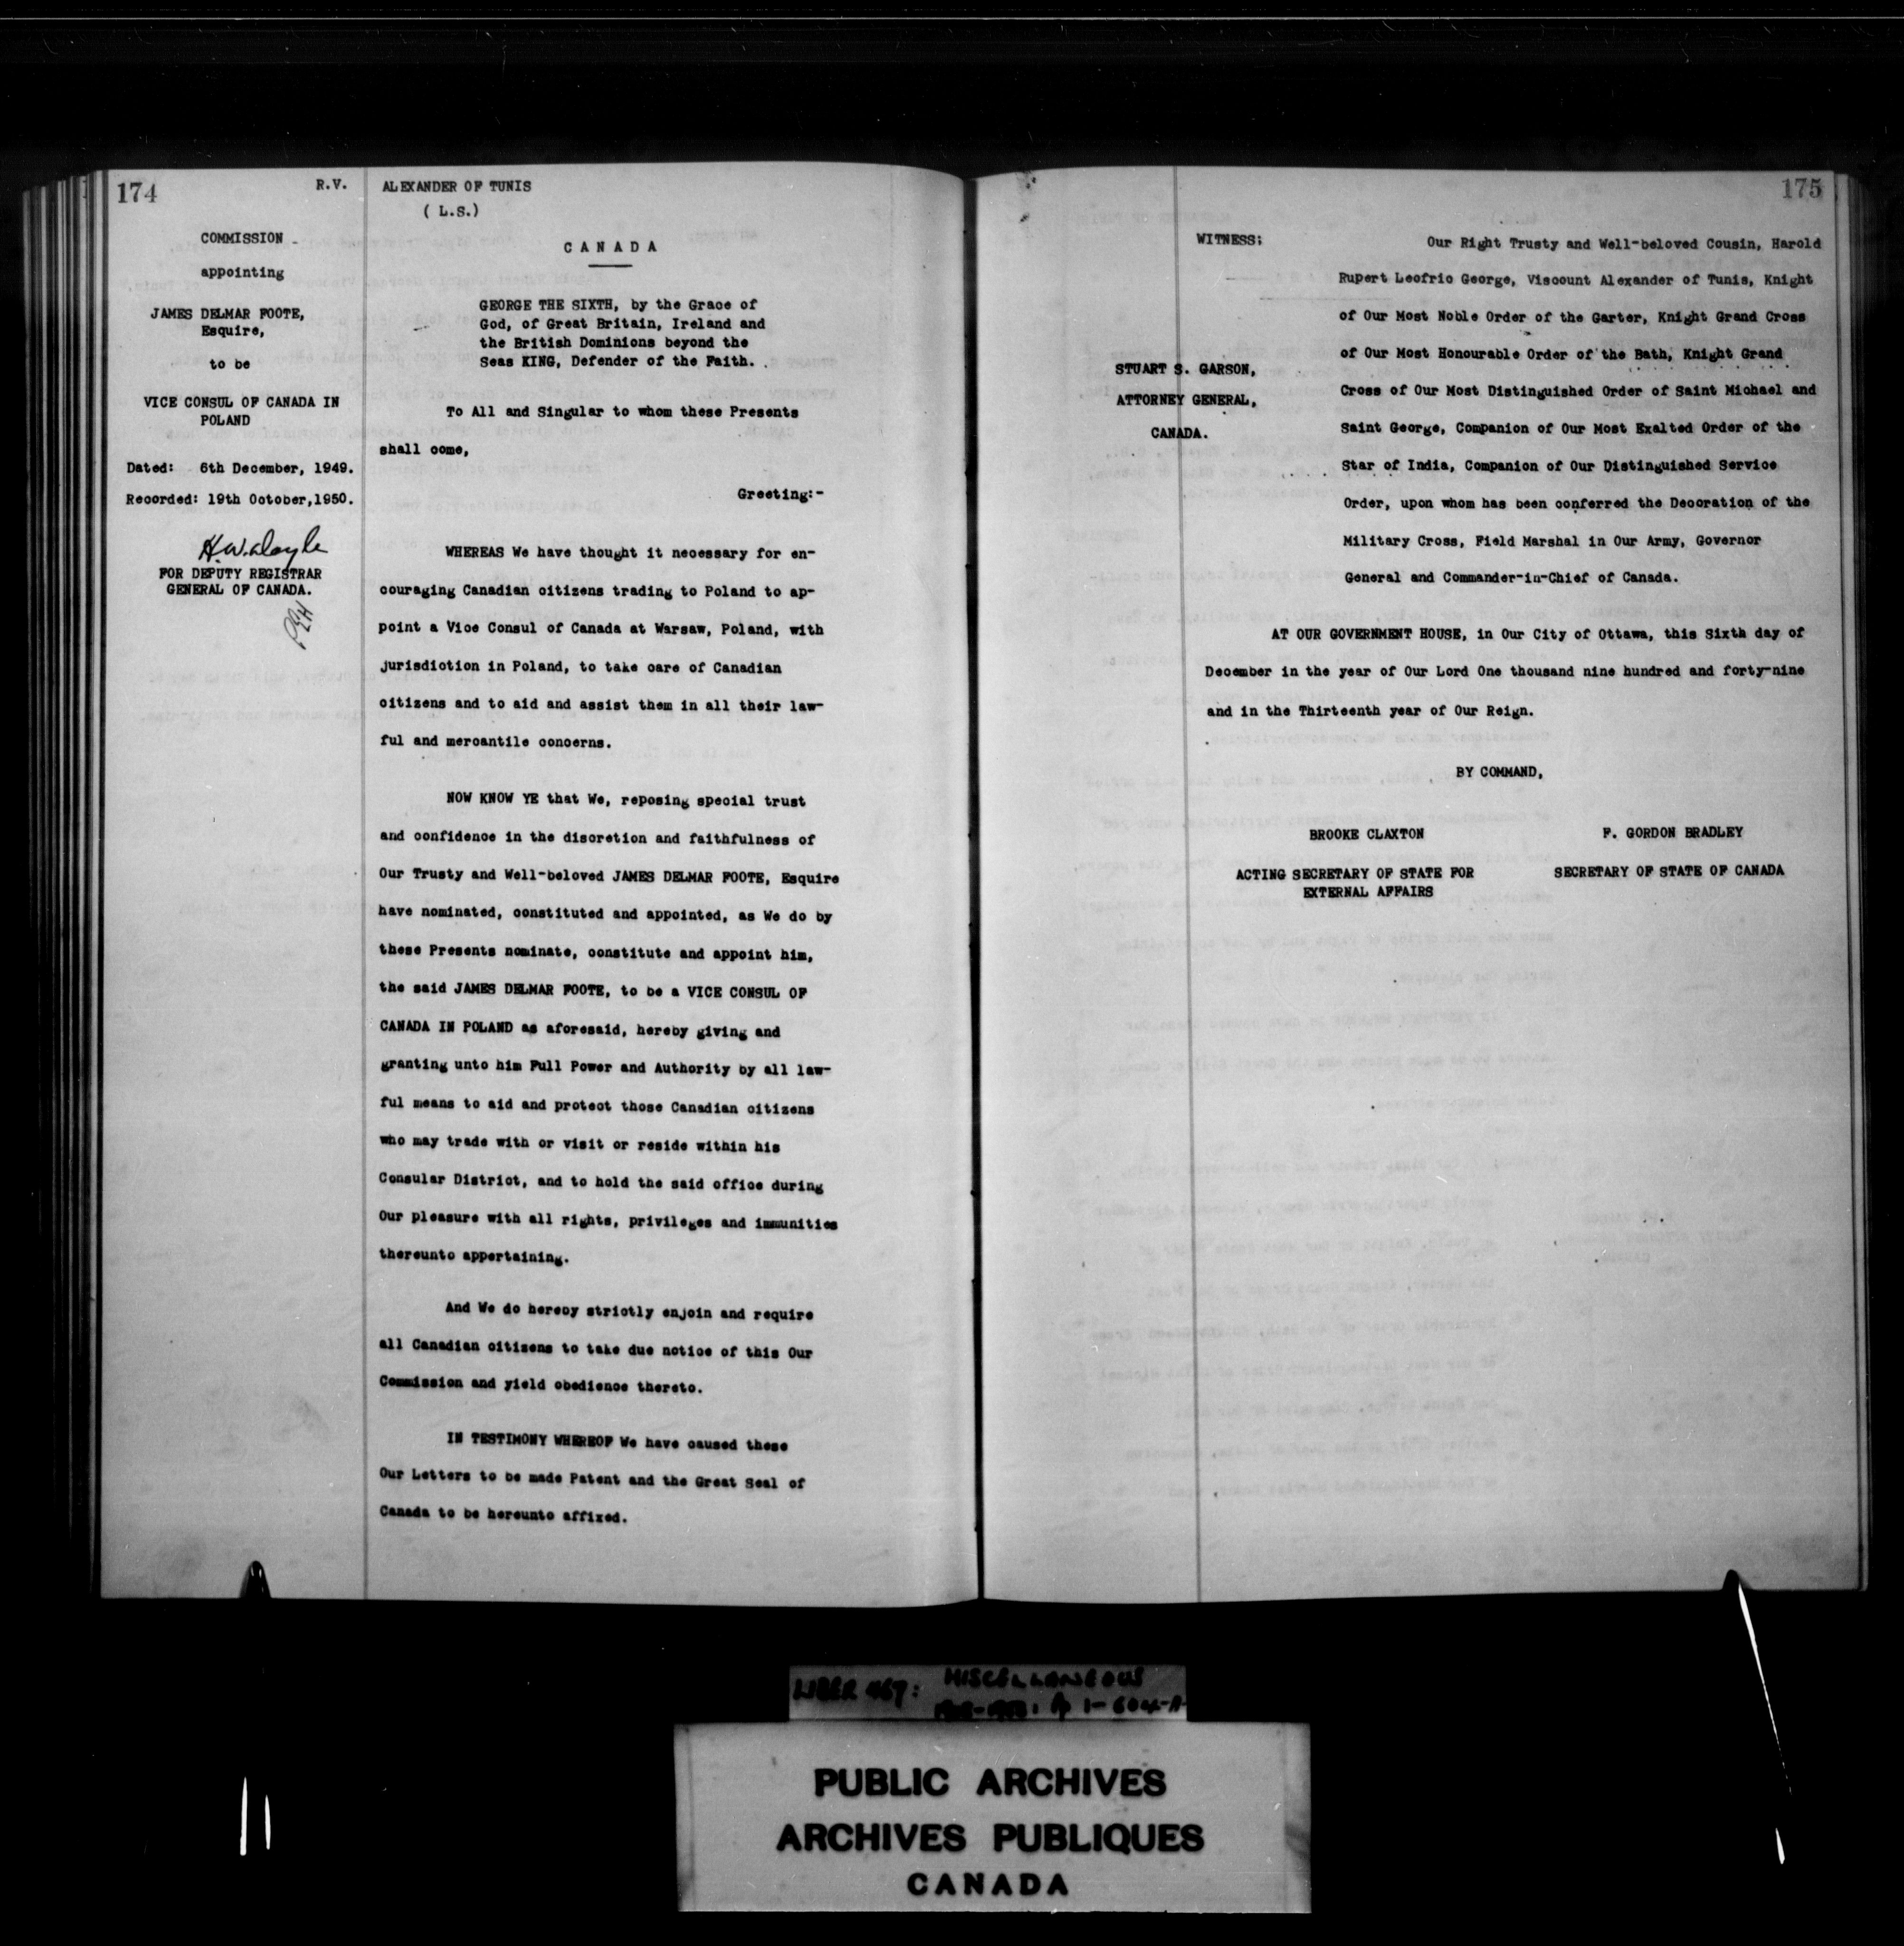 174
R.V.
COMMISSION
appointing
JAMES DELMAR FOOTE,
Esquire,
to be
VICE CONSUL OF CANADA IN
POLAND
Dated: 6th December, 1949.
Recorded: 19th October, 1950.
H.W. Doyle
FOR DEPUTY REGISTRAR
GENERAL OF CANADA.
ALEXANDER OF TUNIS
( L.S.)
CANADA
GEORGE THE SIXTH, by the Grace of
God, of Great Britain, Ireland and
the British Dominions beyond the
Seas KING, Defender of the Faith.
To All and Singular to whom these Presents
shall come,
Greeting:-
WHEREAS We have thought it necessary for en-
couraging Canadian citizens trading to Poland to ap-
point a Vice Consul of Canada at Warsaw, Poland, with
jurisdiction in Poland, to take care of Canadian
citizens and to aid and assist them in all their law-
ful and mercantile concerns.
NOW KNOW YE that We, reposing special trust
and confidence in the discretion and faithfulness of
Our Trusty and Well-beloved JAMES DELMAR FOOTE, Esquire
have nominated, constituted and appointed, as We do by
these Presents nominate, constitute and appoint him,
the said JAMES DELMAR FOOTE, to be a VICE CONSUL OF
CANADA IN POLAND as aforesaid, hereby giving and
granting unto him Full Power and Authority by all law-
ful means to aid and protect those Canadian citizens
who may trade with or visit or reside within his
Consular District, and to hold the said office during
Our pleasure with all rights, privileges and immunities
thereunto appertaining.
And We do hereby strictly enjoin and require
all Canadian citizens to take due notice of this Our
Commission and yield obedience thereto.
IN TESTIMONY WHEREOF We have caused these
Our Letters to be made Patent and the Great Seal of
Canada to be hereunto affixed.
175
WITNESS:
STUART S. GARSON,
ATTORNEY GENERAL,
CANADA.
Our Right Trusty and Well-beloved Cousin, Harold
Rupert Leofric George, Viscount Alexander of Tunis, Knight
of Our Most Noble Order of the Garter, Knight Grand Cross
of Our Most Honourable Order of the Bath, Knight Grand
Cross of Our Most Distinguished Order of Saint Michael and
Saint George, Companion of Our Most Exalted Order of the
Star of India, Companion of Our Distinguished Service
Order, upon whom has been conferred the Decoration of the
Military Cross, Field Marshal in Our Army, Governor
General and Commander-in-Chief of Canada.
AT OUR GOVERNMENT HOUSE, in Our City of Ottawa, this Sixth day of
December in the year of Our Lord One thousand nine hundred and forty-nine
and in the Thirteenth year of Our Reign.
BY COMMAND,
BROOKE CLAXTON
ACTING SECRETARY OF STATE FOR
EXTERNAL AFFAIRS
F. GORDON BRADLEY
SECRETARY OF STATE OF CANADA
LIBER 467: MISCELLANEOUS
1-604-A
PUBLIC ARCHIVES
ARCHIVES PUBLIQUES
CANADA